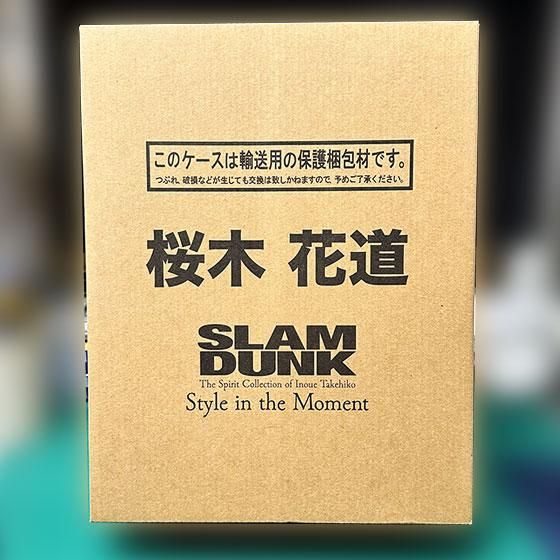 このケースは輸送用の保護梱包材です。
つぶれ、破損などが生じても交換は致しかねますので、予めご了承ください。
桜木 花道
SLAM
DUNK
The Spirit Collection of Inoue Takehiko
Style in the Moment